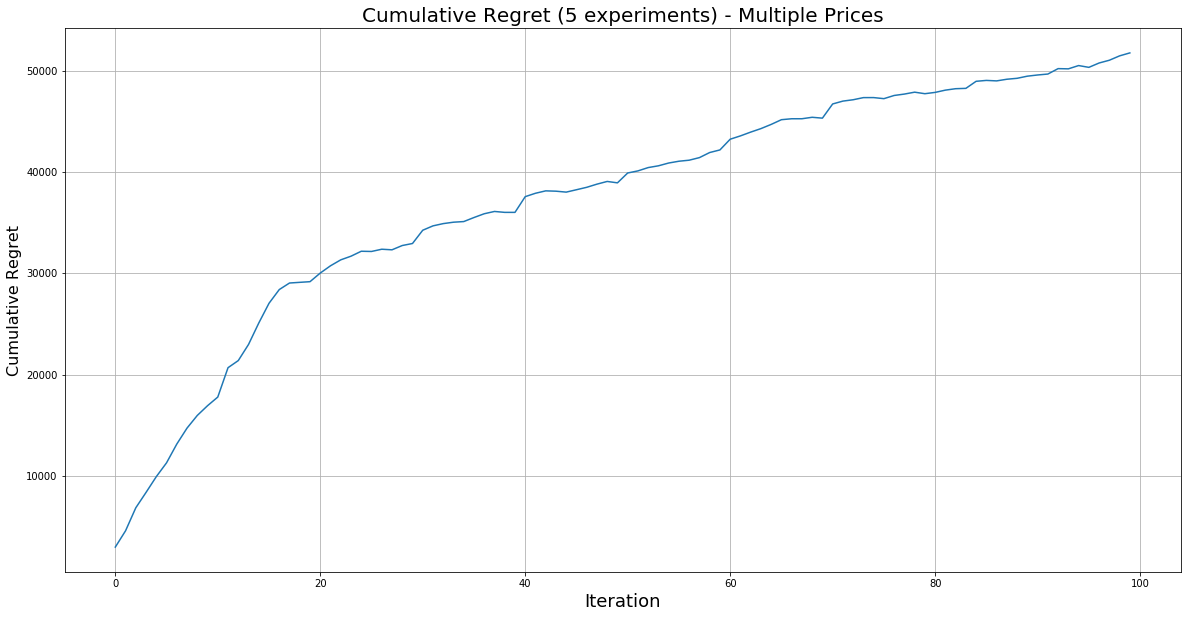 Cumulative Regret (5 experiments) - Multiple Prices
50000
40000
30000
20000
10000
Cumulative Regret
0 20 40 60 80 100
Iteration